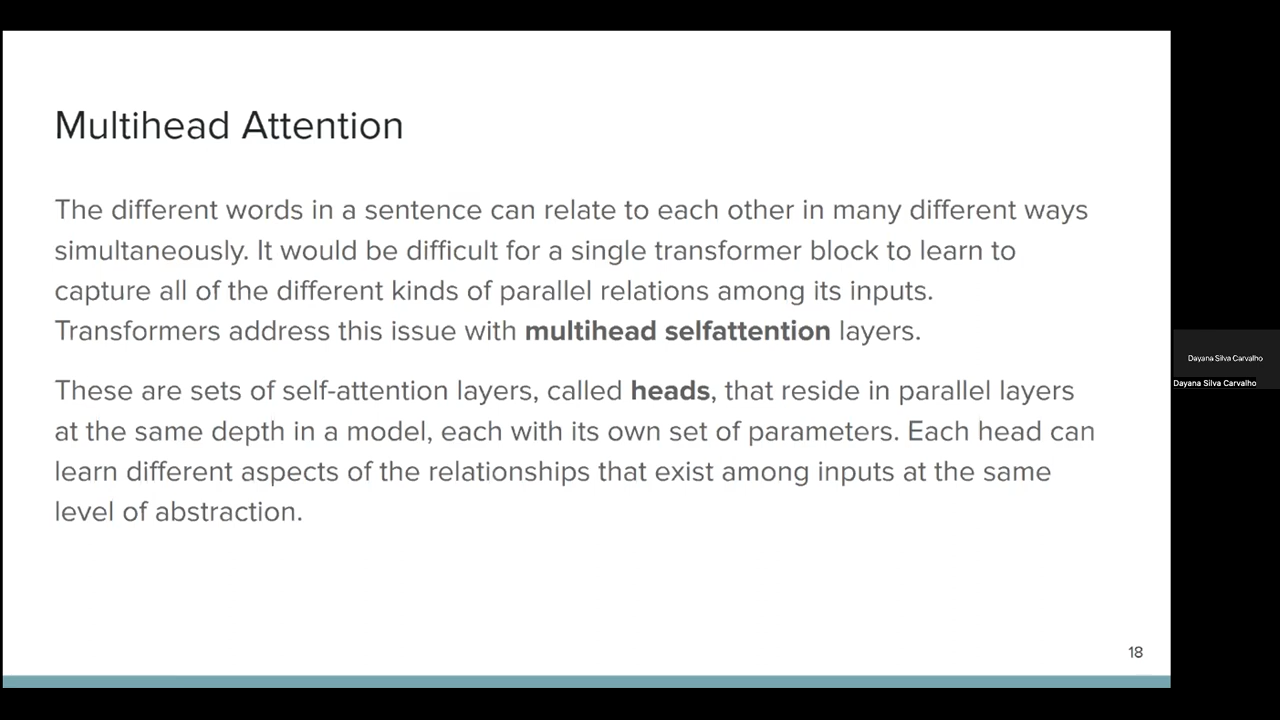 Multihead Attention
The different words in a sentence can relate to each other in many different ways
simultaneously. It would be difficult for a single transformer block to learn to
capture all of the different kinds of parallel relations among its inputs.
Transformers address this issue with multihead selfattention layers.
These are sets of self-attention layers, called heads, that reside in parallel layers
at the same depth in a model, each with its own set of parameters. Each head can
learn different aspects of the relationships that exist among inputs at the same
level of abstraction.
18
Dayana Silva Carvalho
Dayana Silva Carvalho